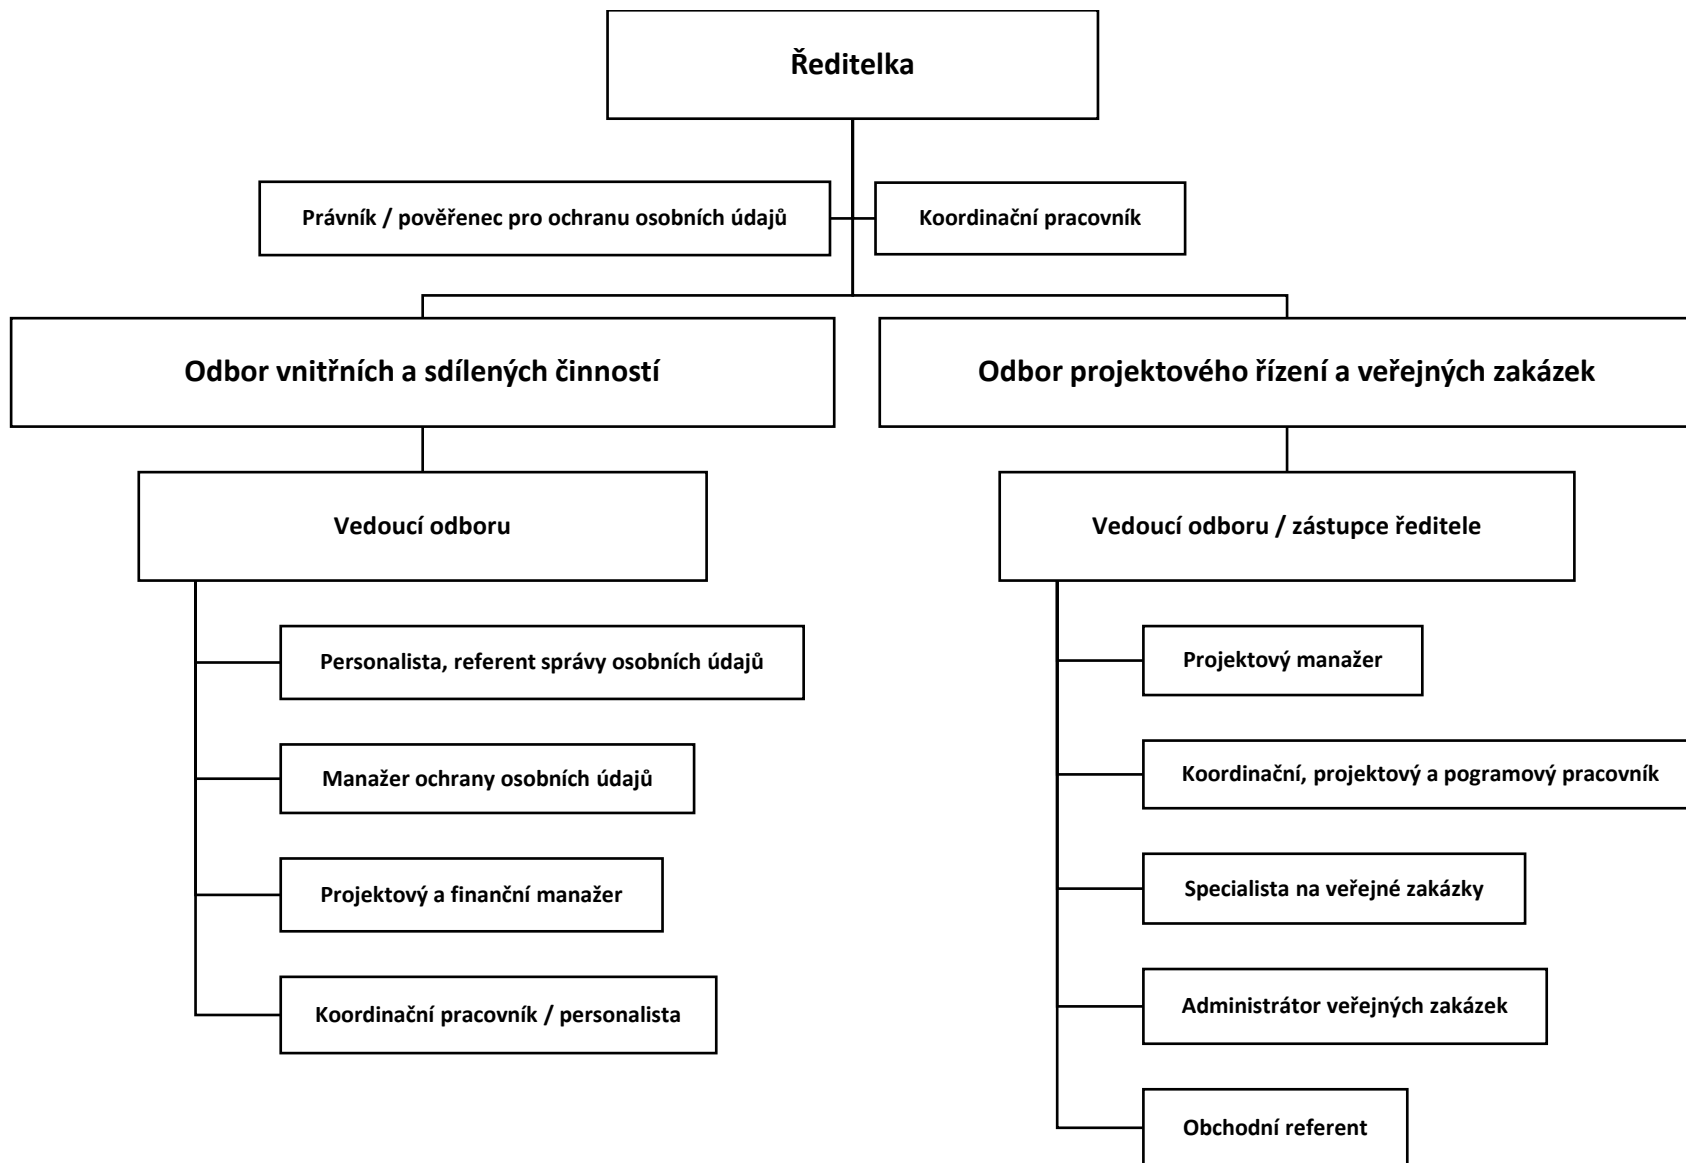 Ředitelka
Právník / pověřenec pro ochranu osobních údajů
Koordinační pracovník
Odbor vnitřních a sdílených činností
Odbor projektového řízení a veřejných zakázek
Vedoucí odboru
Vedoucí odboru / zástupce ředitele
Personalista, referent správy osobních údajů
Manažer ochrany osobních údajů
Projektový a finanční manažer
Koordinační pracovník / personalista
Projektový manažer
Koordinační, projektový a pogramový pracovník
Specialista na veřejné zakázky
Administrátor veřejných zakázek
Obchodní referent